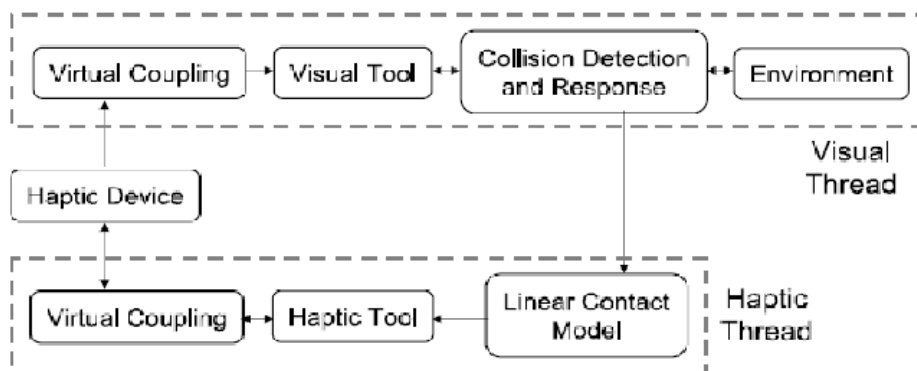 Virtual Coupling
Visual Tool
Collision Detection
and Response
Environment
Visual
Thread
Haptic Device
Virtual Coupling
Haptic Tool
Linear Contact
Model
Haptic
Thread